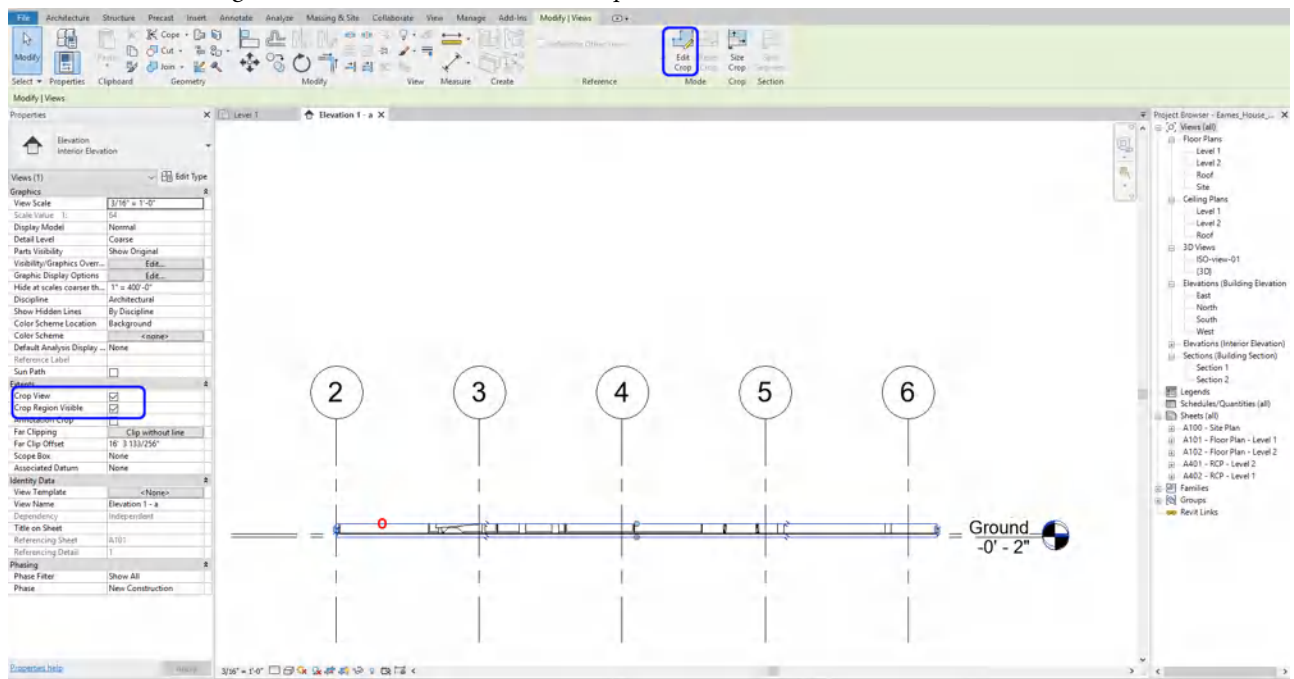 File Architecture Structure Precast Insert Annotate Analyze Massing & Site Collaborate View Manage Add-Ins Modify | Views
Cope
Cut
Join
Modify
Edit Crop
Size Crop
Select Properties Clipboard Geometry Modify View Measure Create Reference Mode Crop Section
Modify | Views
Properties
Level 1
Elevation 1 - a
Project Browser - Eames_House_...
Elevation
Interior Elevation
Views (1)
Edit Type
Graphics
View Scale 3/16" = 1'-0"
Scale Value 1: 64
Display Model Normal
Detail Level Coarse
Parts Visibility Show Original
Visibility/Graphics Overr... Edit...
Graphic Display Options Edit...
Hide at scales coarser th... 1" = 400'-0"
Discipline Architectural
Show Hidden Lines By Discipline
Color Scheme Location Background
Color Scheme <none>
Default Analysis Display ... None
Reference Label
Sun Path
Extents
Crop View
Crop Region Visible
Annotation Crop
Far Clipping Clip without line
Far Clip Offset 16' 3 133/256"
Scope Box None
Associated Datum None
Identity Data
View Template <None>
View Name Elevation 1 - a
Dependency Independent
Title on Sheet
Referencing Sheet A101
Referencing Detail 1
Phasing
Phase Filter Show All
Phase New Construction
Properties help
2 3 4 5 6
Ground
-0' - 2"
3/16" = 1'-0"
Views (all)
Floor Plans
Level 1
Level 2
Roof
Site
Ceiling Plans
Level 1
Level 2
Roof
3D Views
ISO-view-01
{3D}
Elevations (Building Elevation
East
North
South
West
Elevations (Interior Elevation)
Sections (Building Section)
Section 1
Section 2
Legends
Schedules/Quantities (all)
Sheets (all)
A100 - Site Plan
A101 - Floor Plan - Level 1
A102 - Floor Plan - Level 2
A401 - RCP - Level 2
A402 - RCP - Level 1
Families
Groups
Revit Links